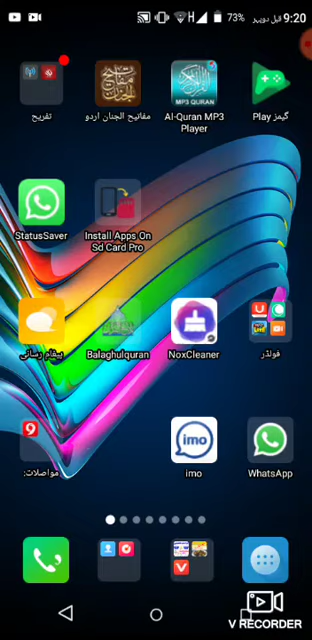 73% 9:20 قبل دوپہر
تفریح
مفاتیح الجنان اردو
Al-Quran MP3 Player
گیمز Play
MP3 QURAN
StatusSaver
Install Apps On Sd Card Pro
پیغام رسانی
Balaghulquran
NoxCleaner
فولڈر
مواصلات:
imo
imo
WhatsApp
V RECORDER